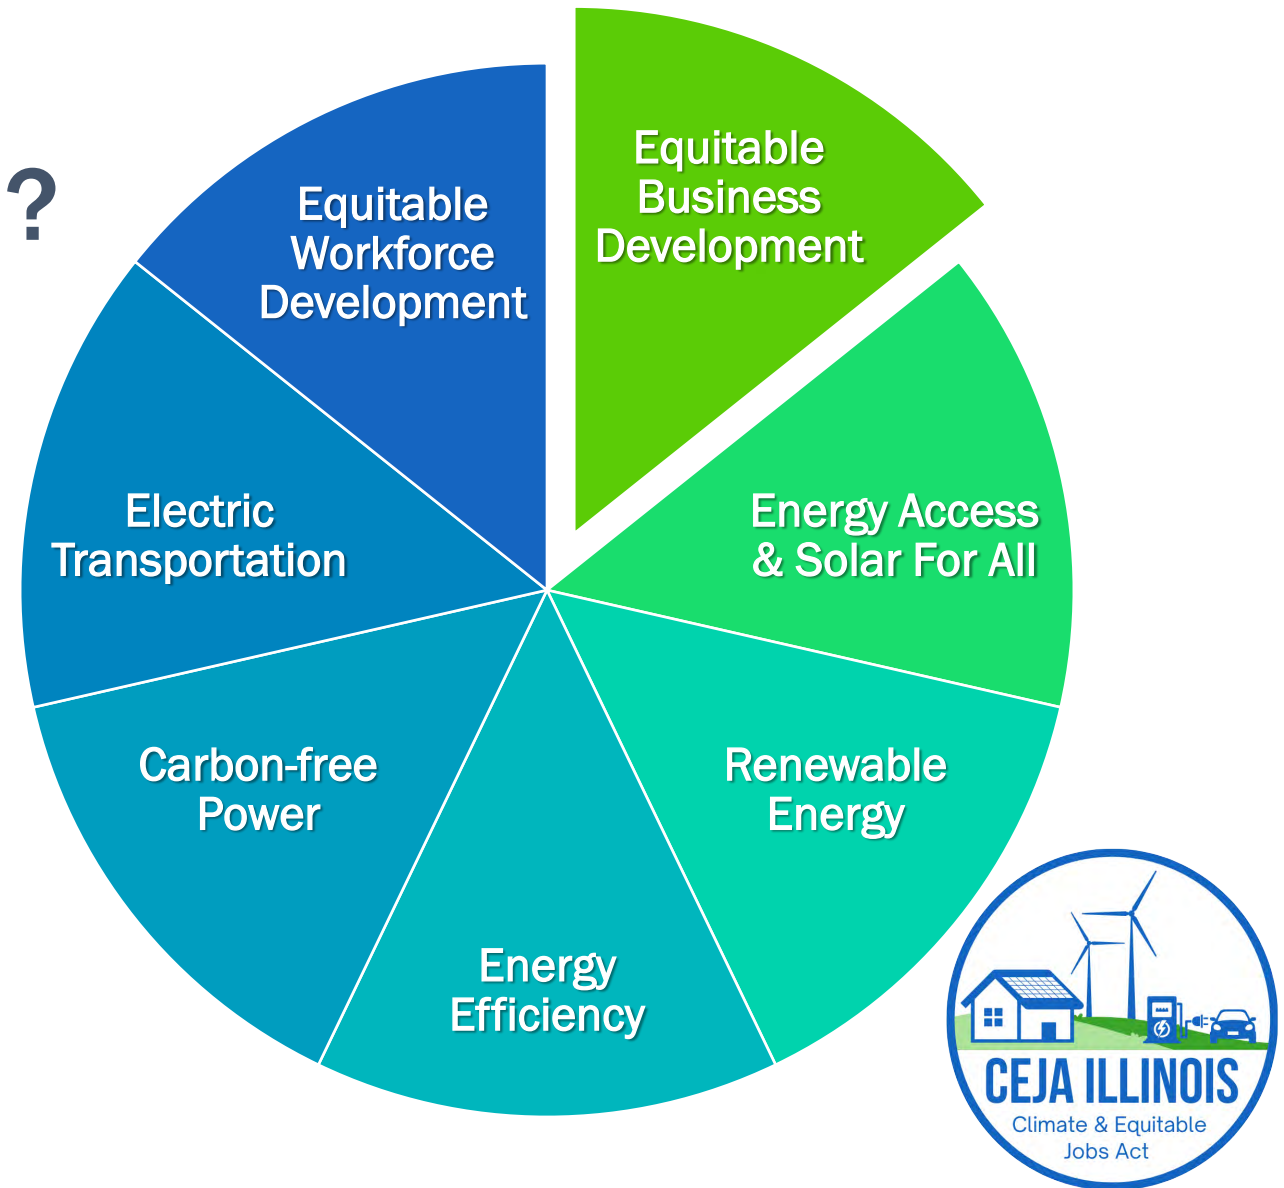 ?
Equitable
Business
Development
Equitable
Workforce
Development
Energy Access
& Solar For All
Electric
Transportation
Renewable
Energy
Carbon-free
Power
Energy
Efficiency
CEJA ILLINOIS
Climate & Equitable
Jobs Act